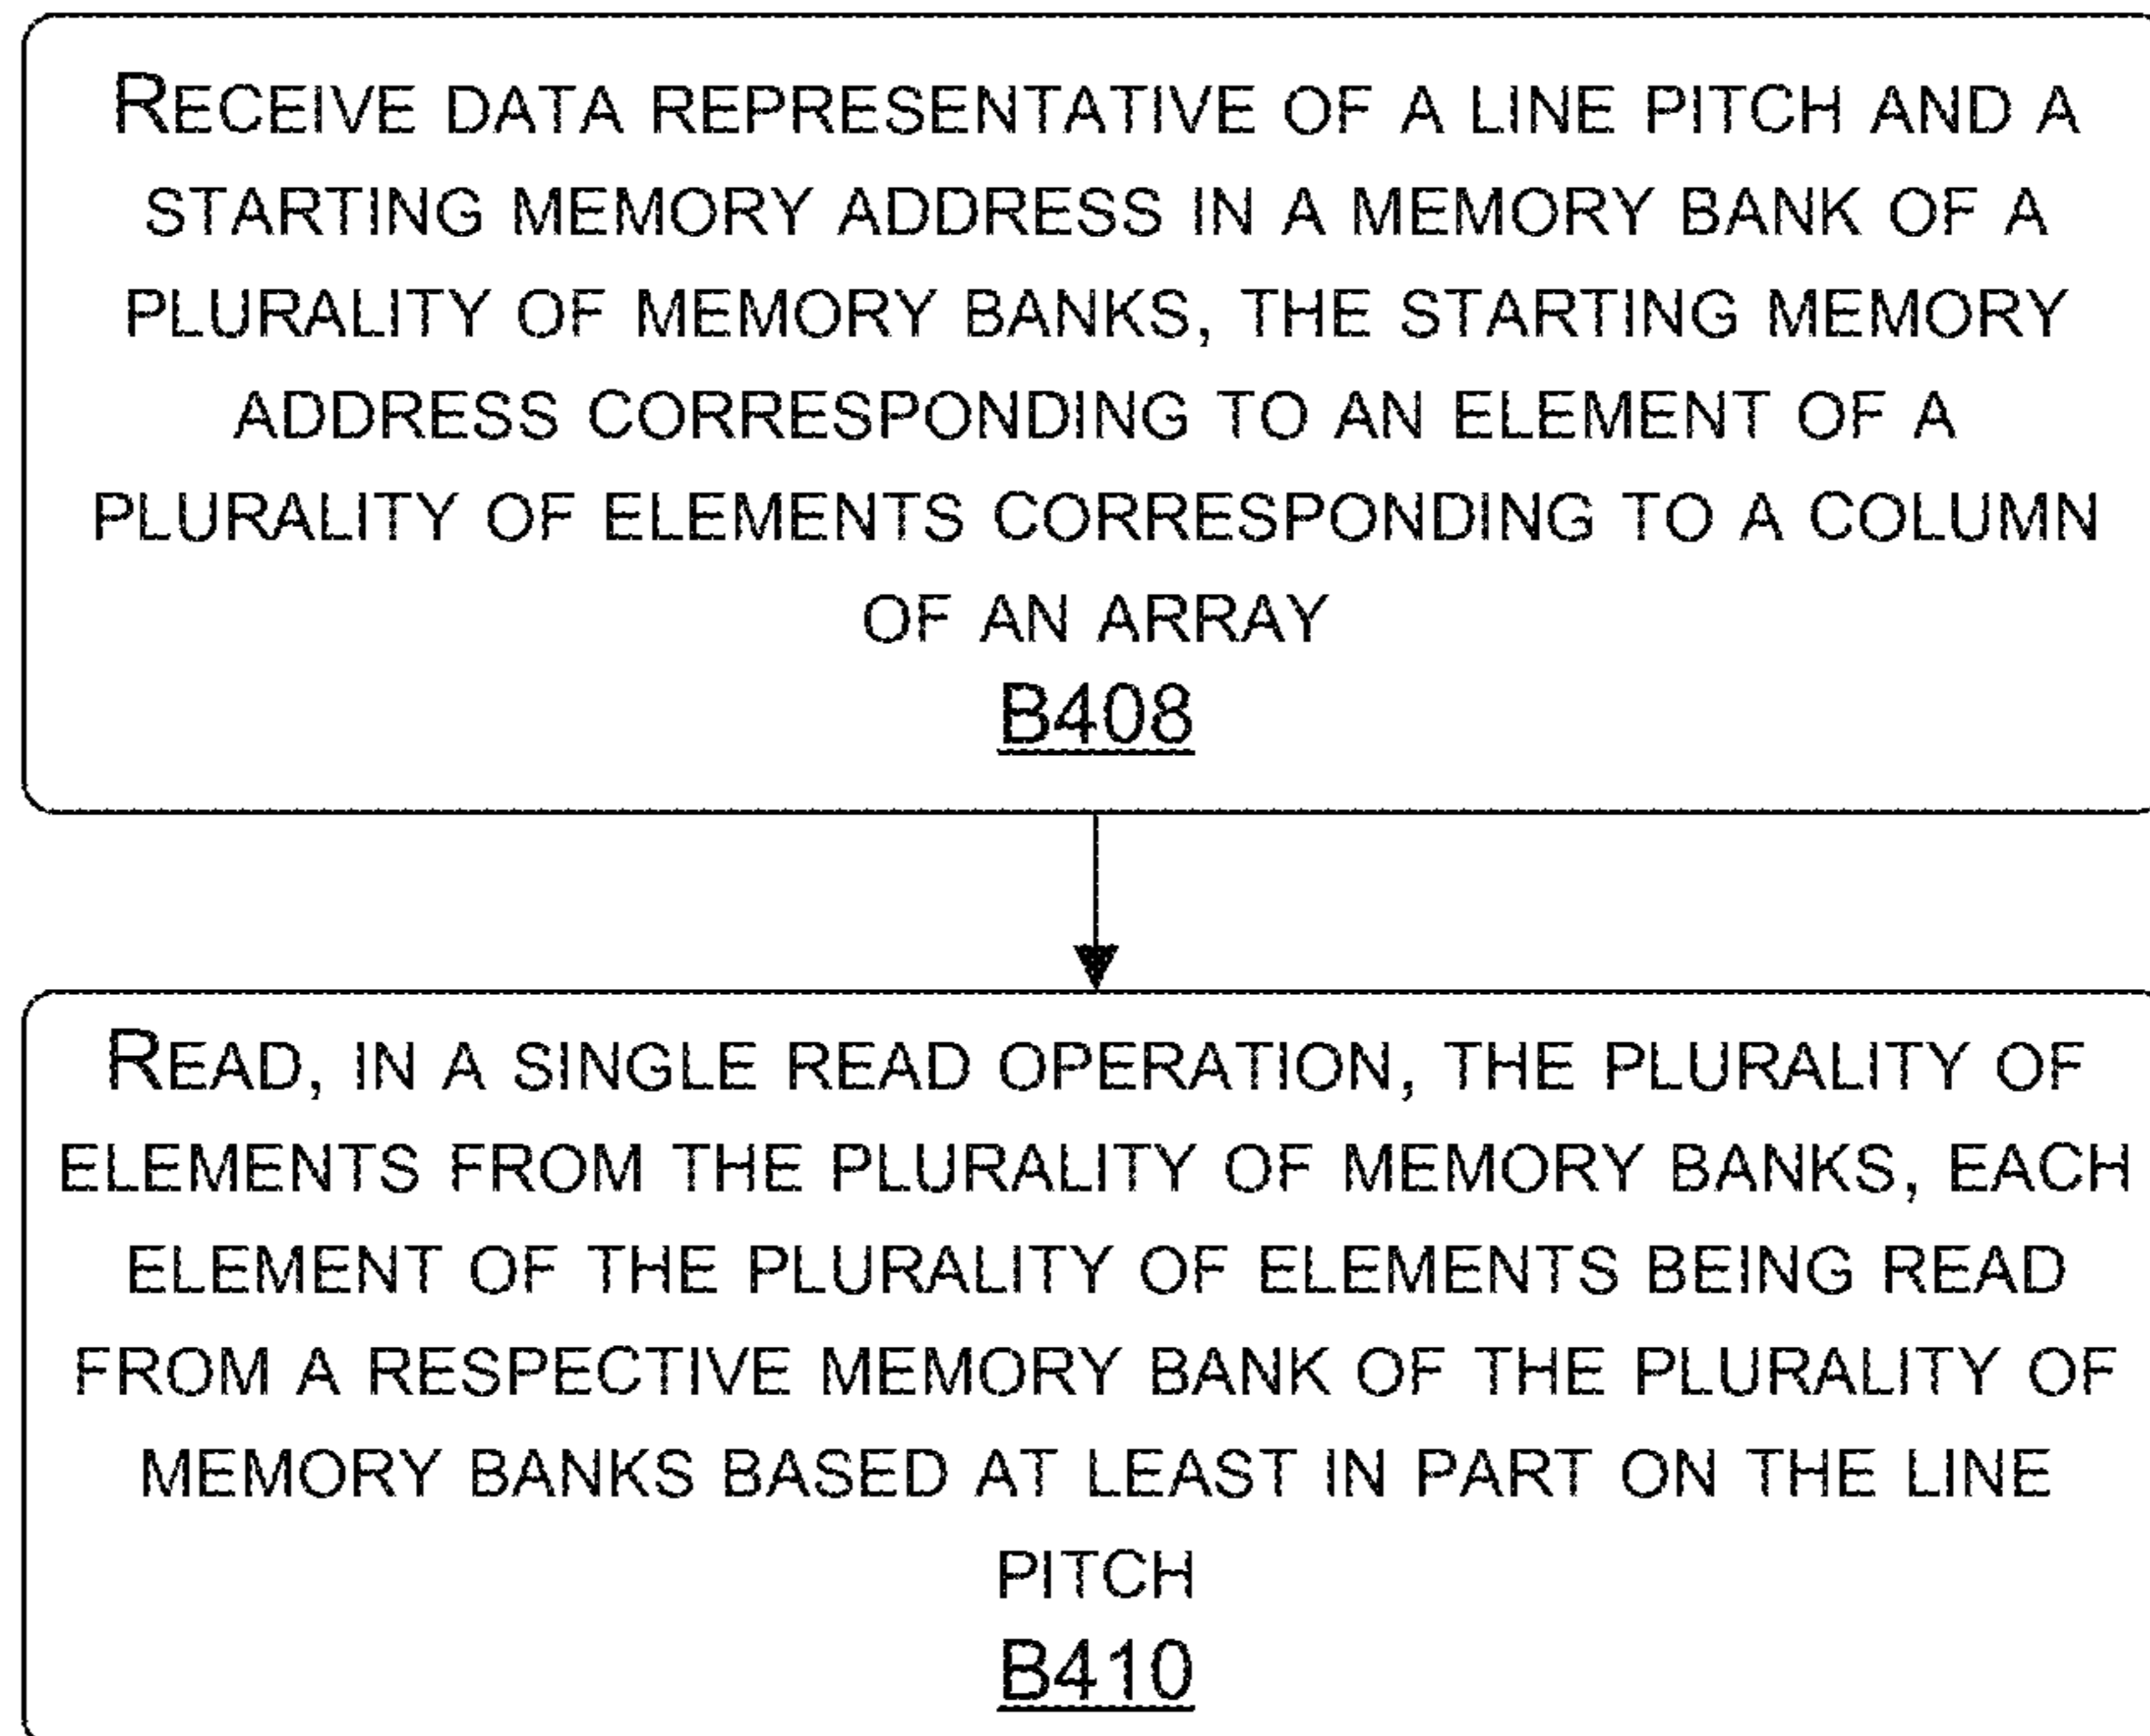 RECEIVE DATA REPRESENTATIVE OF A LINE PITCH AND A
STARTING MEMORY ADDRESS IN A MEMORY BANK OF A
PLURALITY OF MEMORY BANKS, THE STARTING MEMORY
ADDRESS CORRESPONDING TO AN ELEMENT OF A
PLURALITY OF ELEMENTS CORRESPONDING TO A COLUMN
OF AN ARRAY
B408
READ, IN A SINGLE READ OPERATION, THE PLURALITY OF
ELEMENTS FROM THE PLURALITY OF MEMORY BANKS, EACH
ELEMENT OF THE PLURALITY OF ELEMENTS BEING READ
FROM A RESPECTIVE MEMORY BANK OF THE PLURALITY OF
MEMORY BANKS BASED AT LEAST IN PART ON THE LINE
PITCH
B410